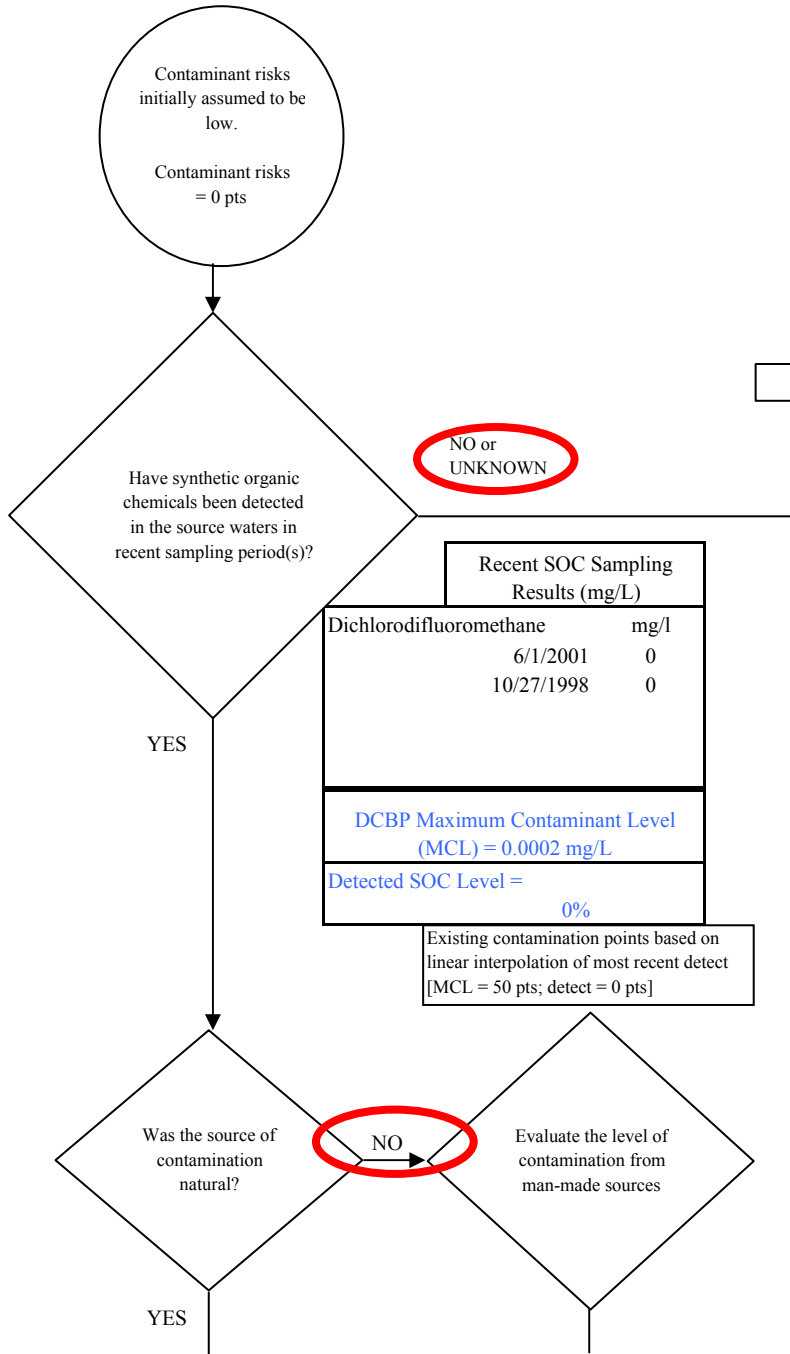 Contaminant risks
initially assumed to be
low.
Contaminant risks
= 0 pts
Have synthetic organic
chemicals been detected
in the source waters in
recent sampling period(s)?
NO or
UNKNOWN
Recent SOC Sampling
Results (mg/L)
Dichlorodifluoromethane mg/l
6/1/2001 0
10/27/1998 0
YES
DCBP Maximum Contaminant Level
(MCL) = 0.0002 mg/L
Detected SOC Level =
0%
Existing contamination points based on
linear interpolation of most recent detect
[MCL = 50 pts; detect = 0 pts]
Was the source of
contamination
natural?
NO
Evaluate the level of
contamination from
man-made sources
YES